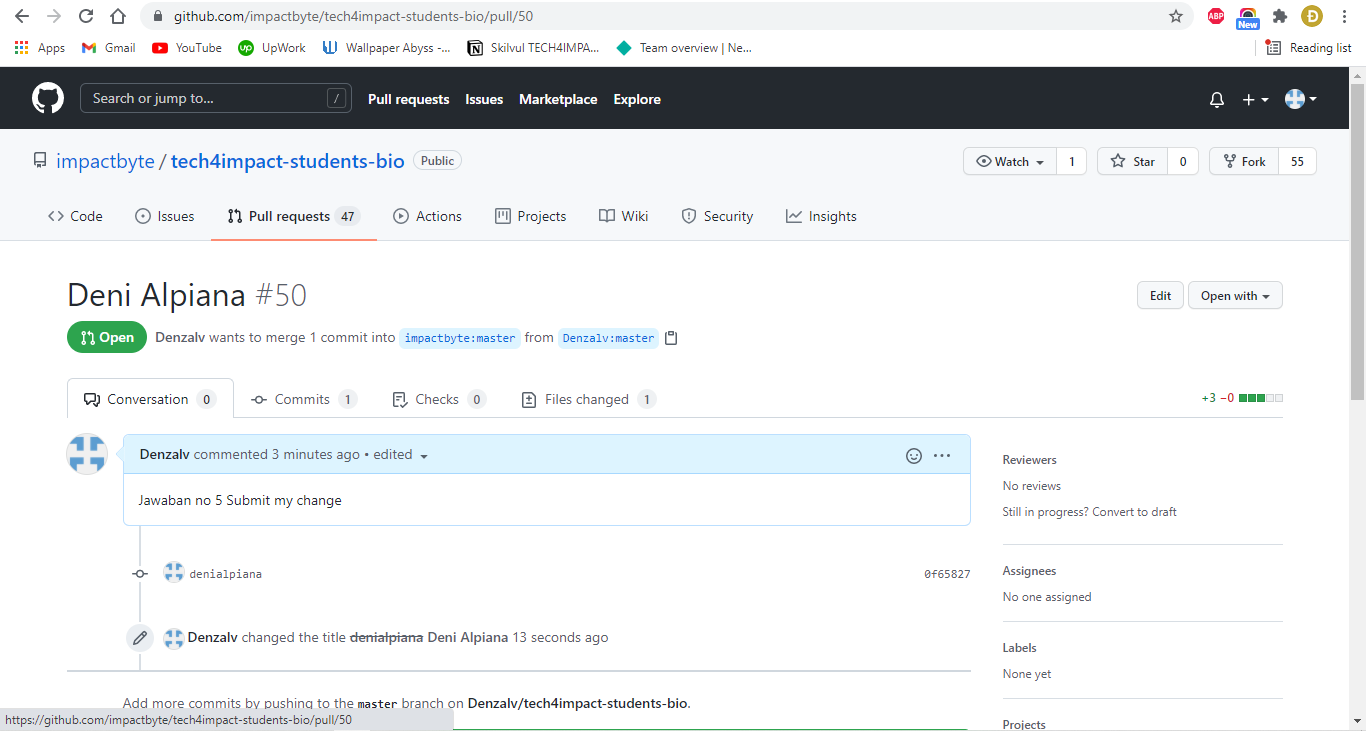 github.com/impactbyte/tech4impact-students-bio/pull/50
ABP
New
Đ
Apps
Gmail
YouTube
up UpWork
Wallpaper Abyss -...
Skilvul TECH4IMPA...
Team overview | Ne...
Reading list
Search or jump to...
/
Pull requests
Issues
Marketplace
Explore
impactbyte / tech4impact-students-bio
Public
Watch 1
Star 0
Fork 55
Code
Issues
Pull requests 47
Actions
Projects
Wiki
Security
Insights
Deni Alpiana #50
Edit
Open with
Open
Denzalv wants to merge 1 commit into impactbyte:master from Denzalv:master
Conversation 0
Commits 1
Checks 0
Files changed 1
+3 −0
Denzalv commented 3 minutes ago • edited
Jawaban no 5 Submit my change
denialpiana
0f65827
Denzalv changed the title denialpiana Deni Alpiana 13 seconds ago
Add more commits by pushing to the master branch on Denzalv/tech4impact-students-bio.
Reviewers
No reviews
Still in progress? Convert to draft
Assignees
No one assigned
Labels
None yet
Projects
https://github.com/impactbyte/tech4impact-students-bio/pull/50